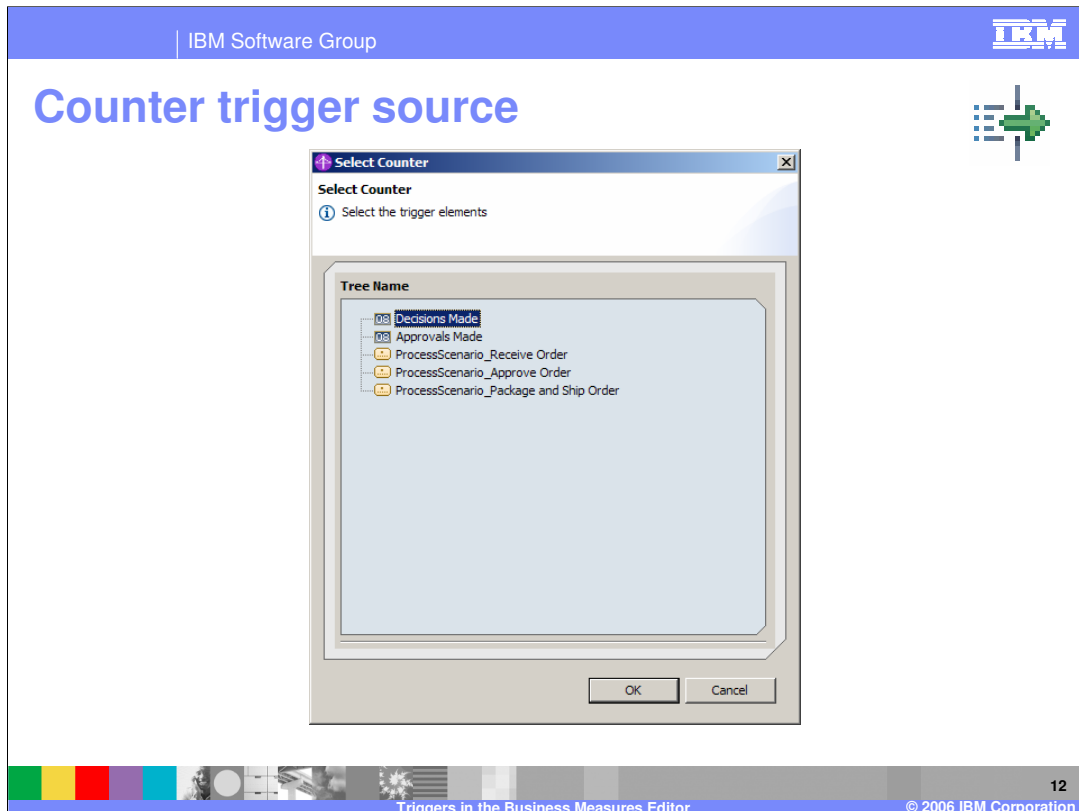 IBM Software Group
IBM
Counter trigger source
Select Counter
Select Counter
Select the trigger elements
Tree Name
Decisions Made
Approvals Made
ProcessScenario_Receive Order
ProcessScenario_Approve Order
ProcessScenario_Package and Ship Order
OK
Cancel
12
Triggers in the Business Measures Editor
© 2006 IBM Corporation